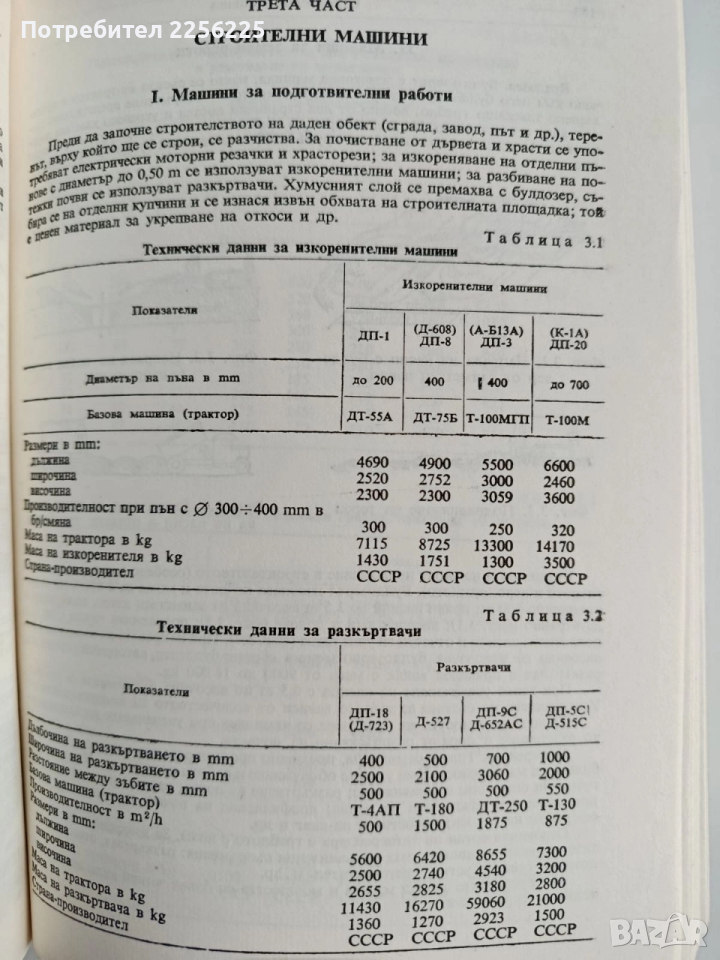 ТРЕТА ЧАСТ
Потребител 2256225
СТРОИТЕЛНИ МАШИНИ
I. Машини за подготвителни работи
Преди да започне строителството на даден обект (сграда, завод, път и др.), тере-
нът, върху който ще се строи, се разчиства. За почистване от дървета и храсти се упо-
требяват електрически моторни резачки и храсторези; за изкореняване на отделни пъ-
нове с диаметър до 0,50 m се използуват изкоренителни машини; за разбиване на по-
тежки почви се използуват разкъртвачи. Хумусният слой се премахва с булдозер, съ-
бира се на отделни купчини и се изнася извън обхвата на строителната площадка; той
е ценен материал за укрепване на откоси и др.
Таблица 3.1
Технически данни за изкоренителни машини
Показатели Изкоренителни машини
ДП-1 (Д-608) ДП-8 (А-Б13А) ДП-3 (К-1А) ДП-20
Диаметър на пъна в mm до 200 400 400 до 700
Базова машина (трактор) ДТ-55А ДТ-75Б Т-100МГП Т-100М
Размери в mm:
дължина 4690 4900 5500 6600
широчина 2520 2752 3000 2460
височина 2300 2300 3059 3600
Производителност при пън с Ø 300÷400 mm в
бр/смяна 300 300 250 320
Маса на трактора в kg 7115 8725 13300 14170
Маса на изкоренителя в kg 1430 1751 1300 3500
Страна-производител СССР СССР СССР СССР
Таблица 3.2
Технически данни за разкъртвачи
Показатели Разкъртвачи
ДП-18 (Д-723) Д-527 ДП-9С Д-652АС ДП-5С Д-515С
Дълбочина на разкъртването в mm 400 500 700 1000
Широчина на разкъртването в mm 2500 2100 3060 2000
Разстояние между зъбите в mm 500 500 500 550
Базова машина (трактор) Т-4АП Т-180 ДТ-250 Т-130
Производителност в m²/h 500 1500 1875 875
Размери в mm:
дължина 5600 6420 8655 7300
широчина 2500 2740 4540 3200
височина 2655 2825 3180 2800
Маса на трактора в kg 11430 16270 59060 21000
Маса на разкъртвача в kg 1360 1270 2923 1500
Страна-производител СССР СССР СССР СССР
BAZAR